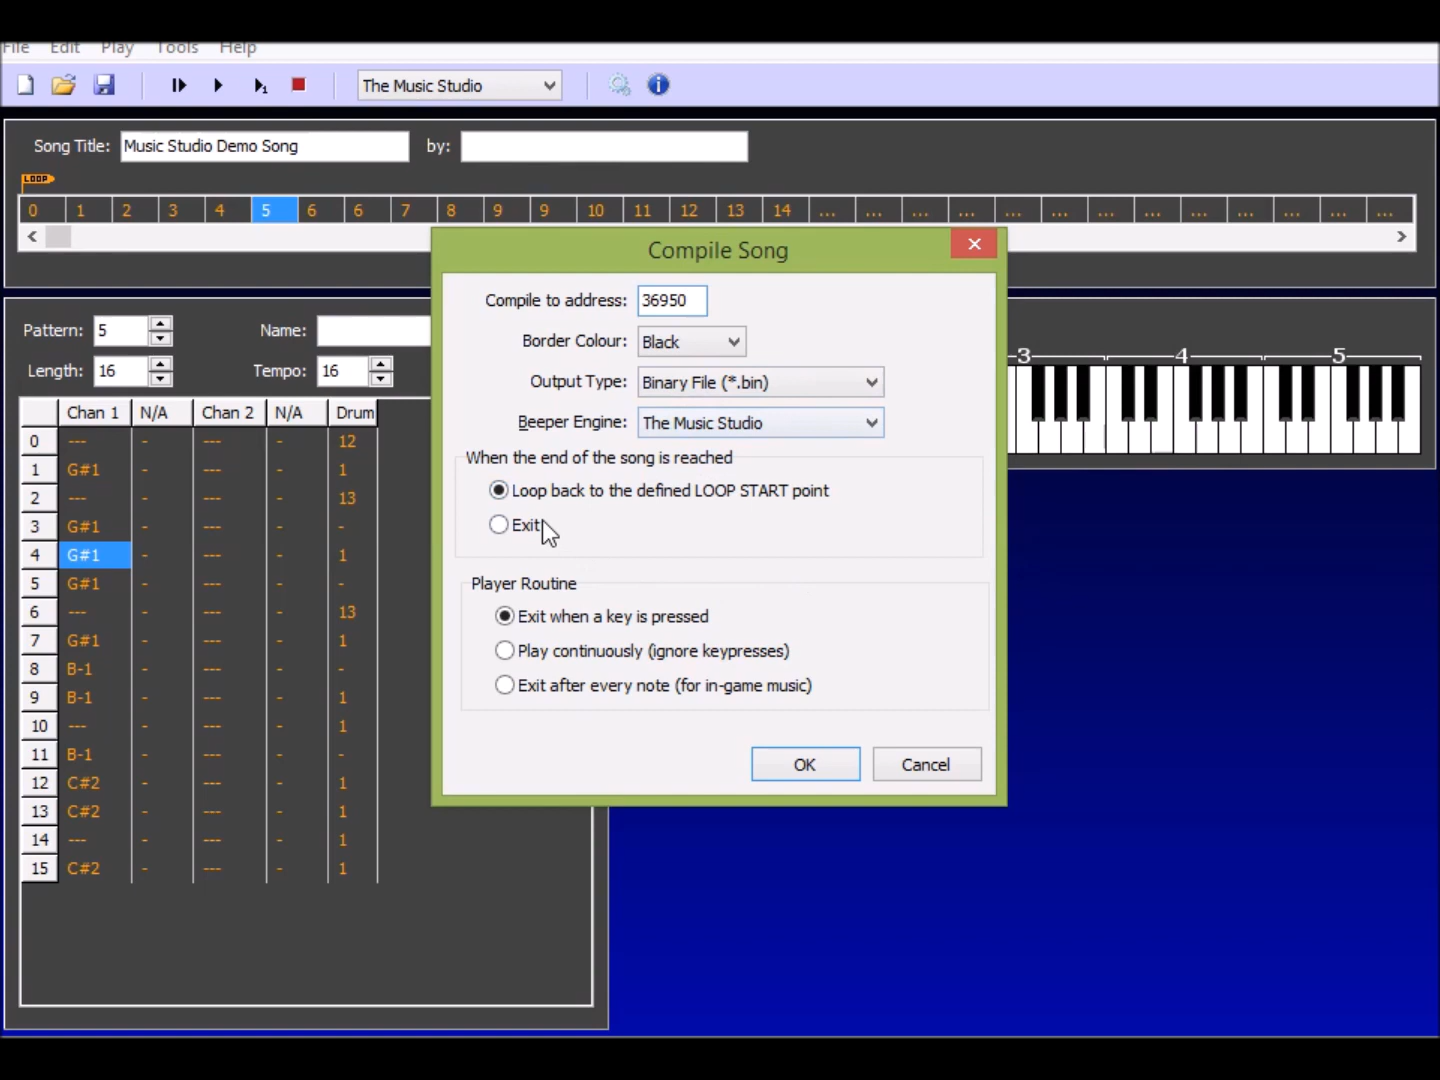 File Edit Play Tools Help
The Music Studio
Song Title: Music Studio Demo Song by:
LOOP
0 1 2 3 4 5 6 6 7 8 9 9 10 11 12 13 14 ... ... ... ... ... ... ... ... ... ... ... ... ...
Compile Song
Compile to address: 36950
Border Colour: Black
Output Type: Binary File (*.bin)
Beeper Engine: The Music Studio
When the end of the song is reached
Loop back to the defined LOOP START point
Exit
Player Routine
Exit when a key is pressed
Play continuously (ignore keypresses)
Exit after every note (for in-game music)
OK Cancel
Pattern: 5 Name:
Length: 16 Tempo: 16
3 4 5
Chan 1 N/A Chan 2 N/A Drum
0 --- - --- - 12
1 G#1 - --- - 1
2 --- - --- - 13
3 G#1 - --- - -
4 G#1 - --- - 1
5 G#1 - --- - -
6 --- - --- - 13
7 G#1 - --- - 1
8 B-1 - --- - -
9 B-1 - --- - 1
10 --- - --- - 1
11 B-1 - --- - -
12 C#2 - --- - 1
13 C#2 - --- - 1
14 --- - --- - 1
15 C#2 - --- - 1